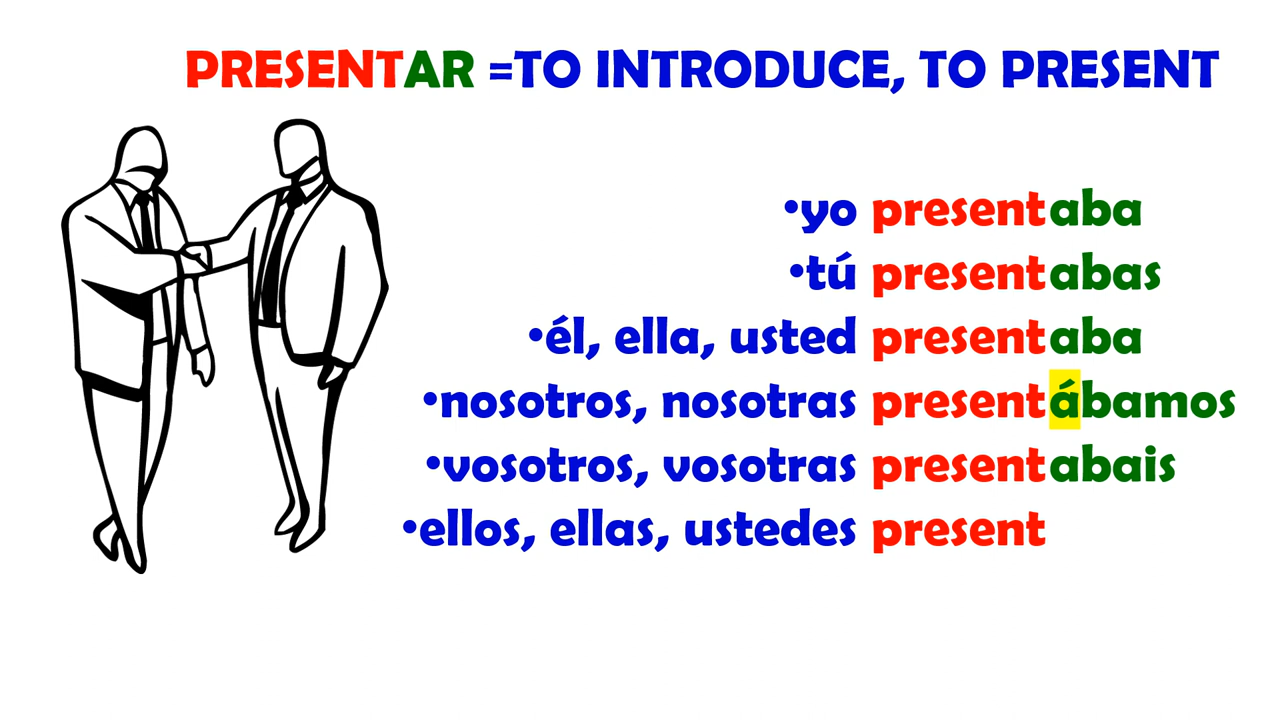 PRESENTAR =TO INTRODUCE, TO PRESENT
•yo presentaba
•tú presentabas
•él, ella, usted presentaba
•nosotros, nosotras presentábamos
•vosotros, vosotras presentabais
•ellos, ellas, ustedes present